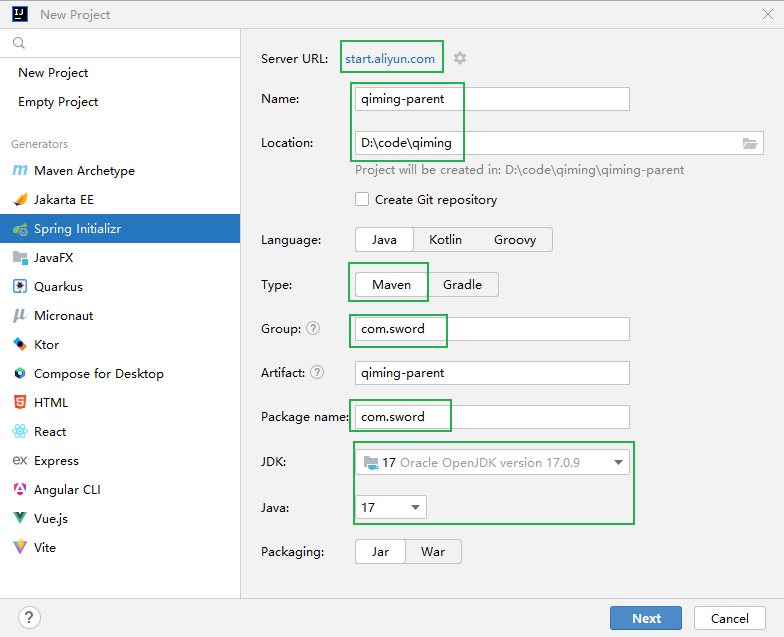 New Project
New Project
Empty Project
Generators
Maven Archetype
Jakarta EE
Spring Initializr
JavaFX
Quarkus
Micronaut
Ktor
Compose for Desktop
HTML
React
Express
Angular CLI
Vue.js
Vite
Server URL: start.aliyun.com
Name: qiming-parent
Location: D:\code\qiming
Project will be created in: D:\code\qiming\qiming-parent
Create Git repository
Language: Java Kotlin Groovy
Type: Maven Gradle
Group: ? com.sword
Artifact: ? qiming-parent
Package name: com.sword
JDK: 17 Oracle OpenJDK version 17.0.9
Java: 17
Packaging: Jar War
? Next Cancel